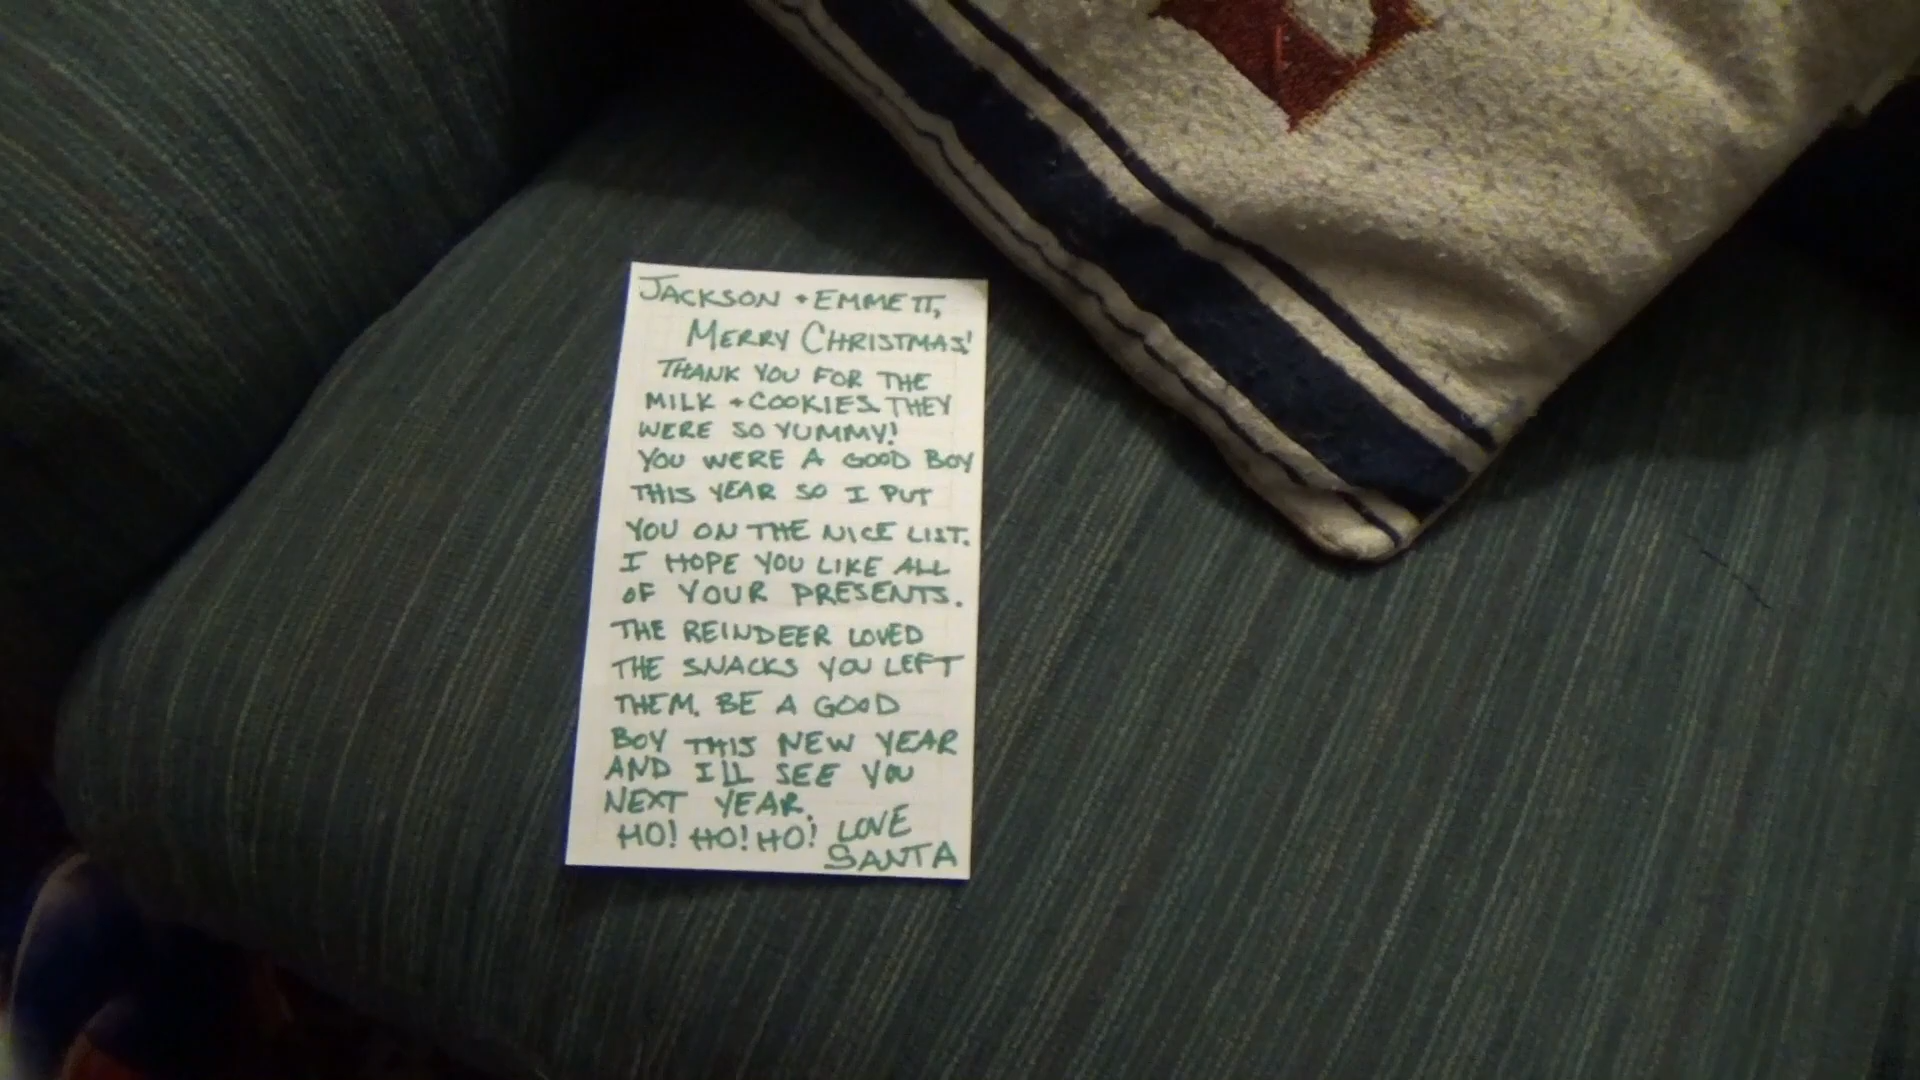 JACKSON + EMMETT,
MERRY CHRISTMAS!
THANK YOU FOR THE
MILK + COOKIES. THEY
WERE SO YUMMY!
YOU WERE A GOOD BOY
THIS YEAR SO I PUT
YOU ON THE NICE LIST.
I HOPE YOU LIKE ALL
OF YOUR PRESENTS.
THE REINDEER LOVED
THE SNACKS YOU LEFT
THEM. BE A GOOD
BOY THIS NEW YEAR
AND I'LL SEE YOU
NEXT YEAR.
HO! HO! HO! LOVE
SANTA